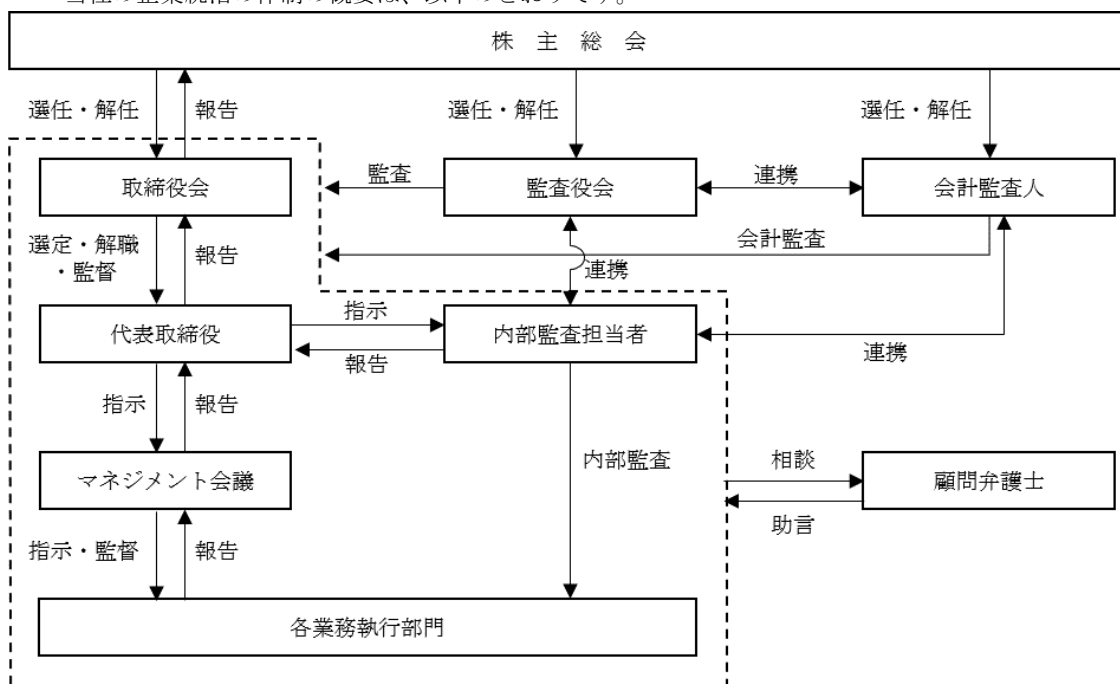 当社の企業統治の体制の概要は、以下のとおりです。
株 主 総 会
選任・解任
報告
選任・解任
選任・解任
取締役会
監査
監査役会
連携
会計監査人
選定・解職
・監督
報告
会計監査
連携
代表取締役
指示
報告
内部監査担当者
連携
指示
報告
マネジメント会議
内部監査
相談
助言
顧問弁護士
指示・監督
報告
各業務執行部門